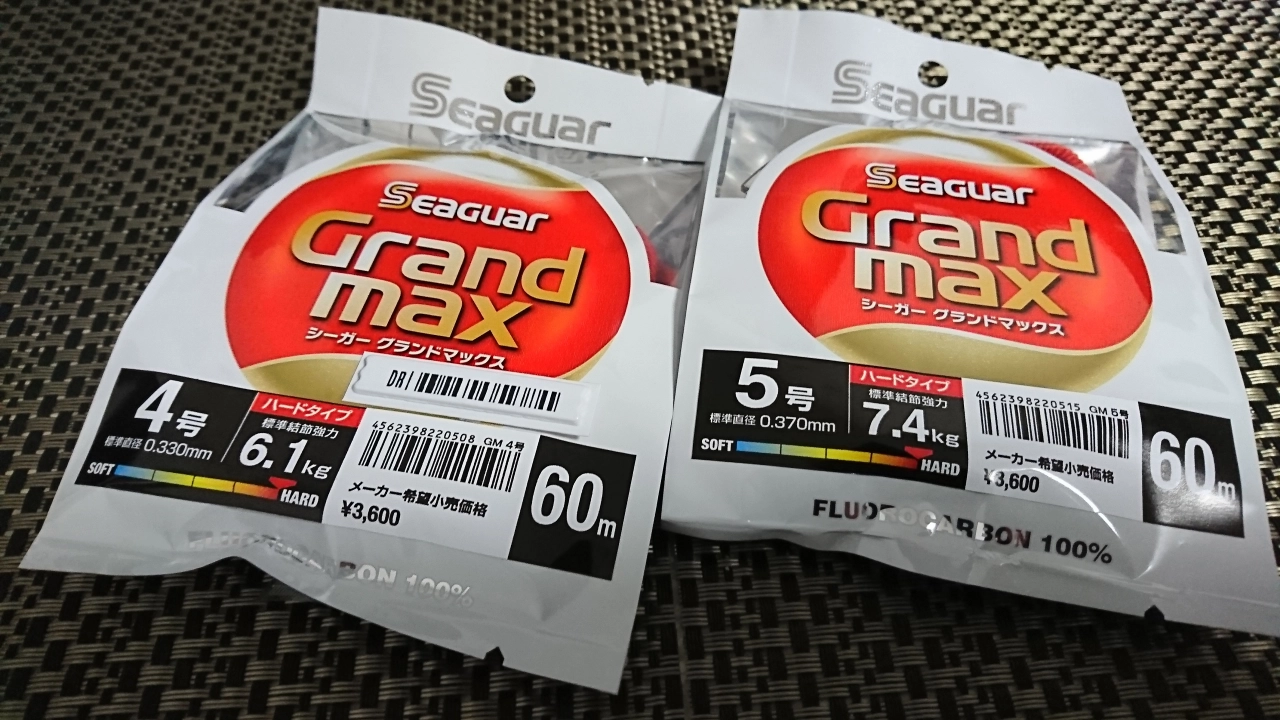 Seaguar
Seaguar
Grand
max
シーガー グランドマックス
DRI
4号
標準直径 0.330mm
ハードタイプ
標準結節強力
6.1kg
SOFT
HARD
4562398220508 GM 4号
メーカー希望小売価格
¥3,600
60m
FLUOROCARBON 100%
Seaguar
Seaguar
Grand
max
シーガー グランドマックス
5号
標準直径 0.370mm
ハードタイプ
標準結節強力
7.4kg
SOFT
HARD
4562398220515 GM 5号
メーカー希望小売価格
¥3,600
60m
FLUOROCARBON 100%